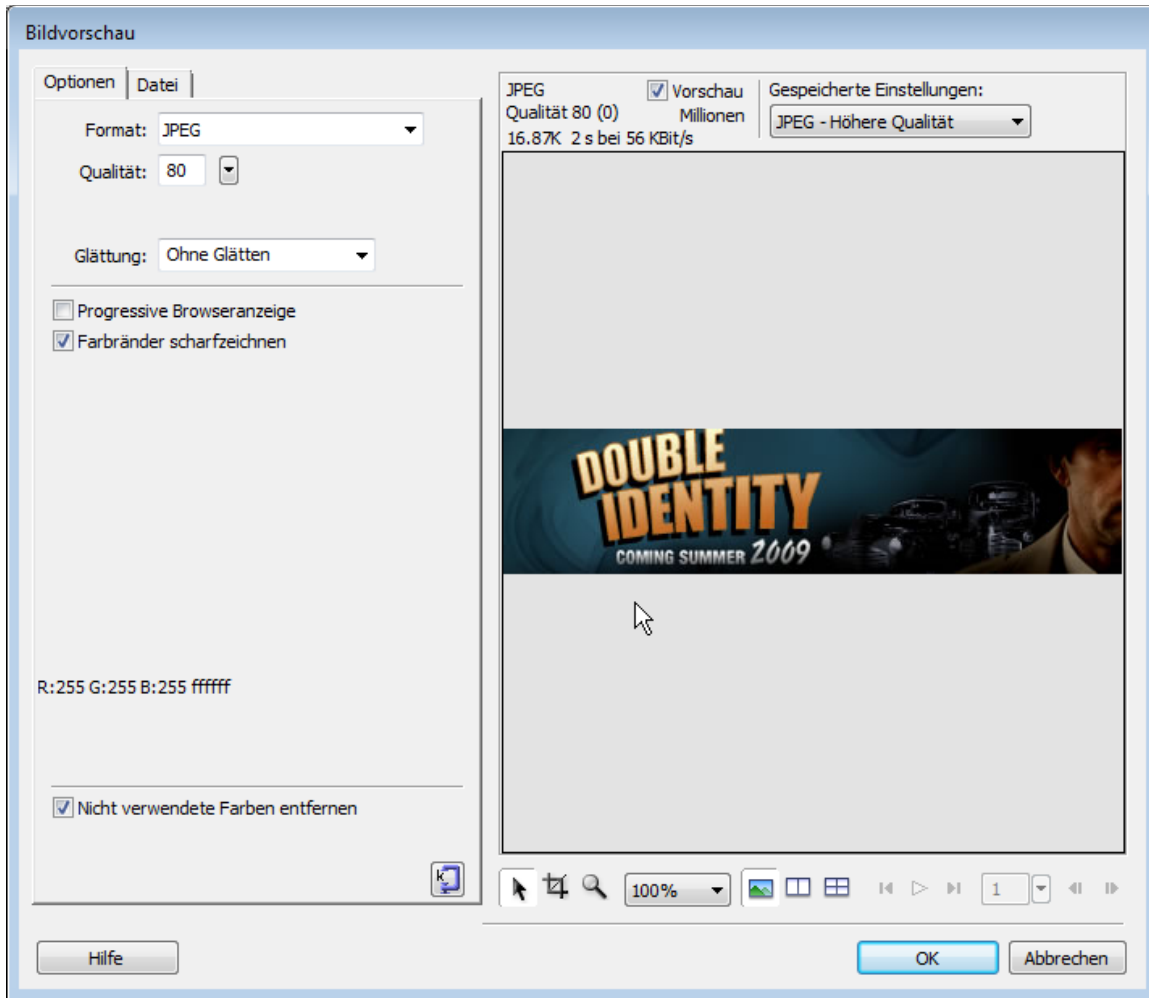 Bildvorschau
Optionen
Datei
Format: JPEG
Qualität: 80
Glättung: Ohne Glätten
Progressive Browseranzeige
Farbränder scharfzeichnen
R:255 G:255 B:255 ffffff
Nicht verwendete Farben entfernen
JPEG
Vorschau
Qualität 80 (0)
Millionen
16.87K 2 s bei 56 KBit/s
Gespeicherte Einstellungen:
JPEG - Höhere Qualität
DOUBLE
IDENTITY
COMING SUMMER 2009
100%
1
Hilfe
OK
Abbrechen